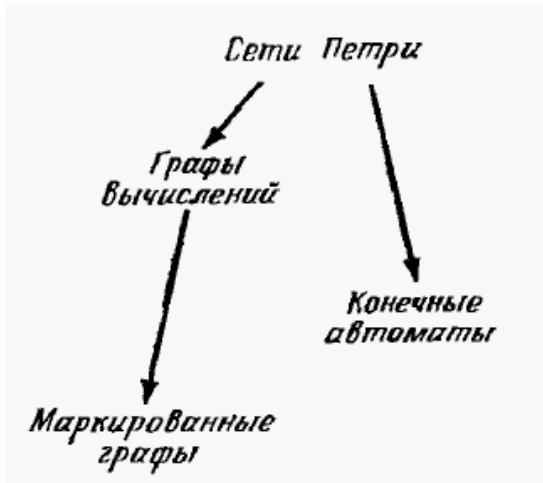 Сети Петри
Графы
вычислений
Конечные
автоматы
Маркированные
графы